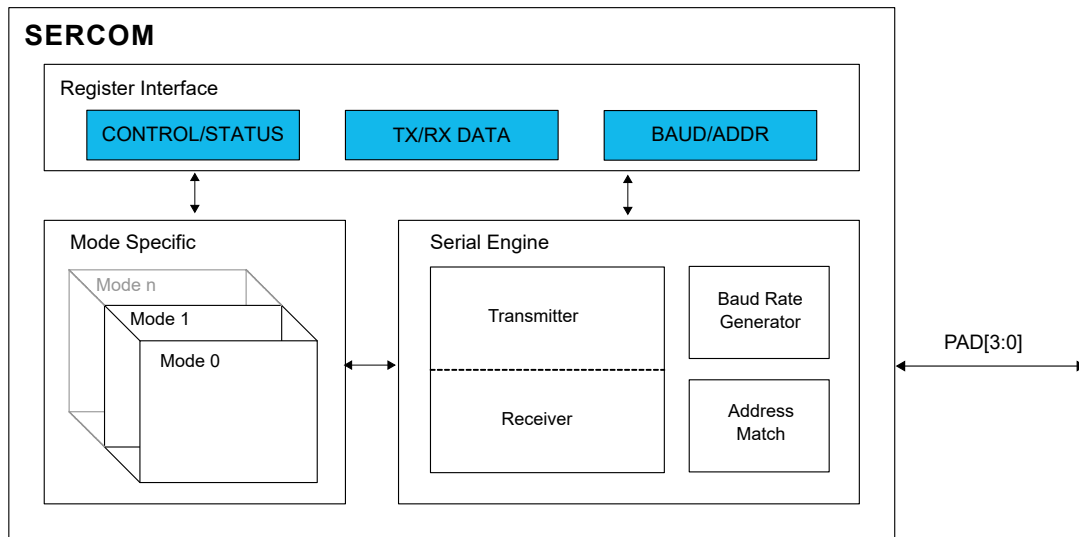 SERCOM
Register Interface
CONTROL/STATUS
TX/RX DATA
BAUD/ADDR
Mode Specific
Mode n
Mode 1
Mode 0
Serial Engine
Transmitter
Receiver
Baud Rate
Generator
Address
Match
PAD[3:0]